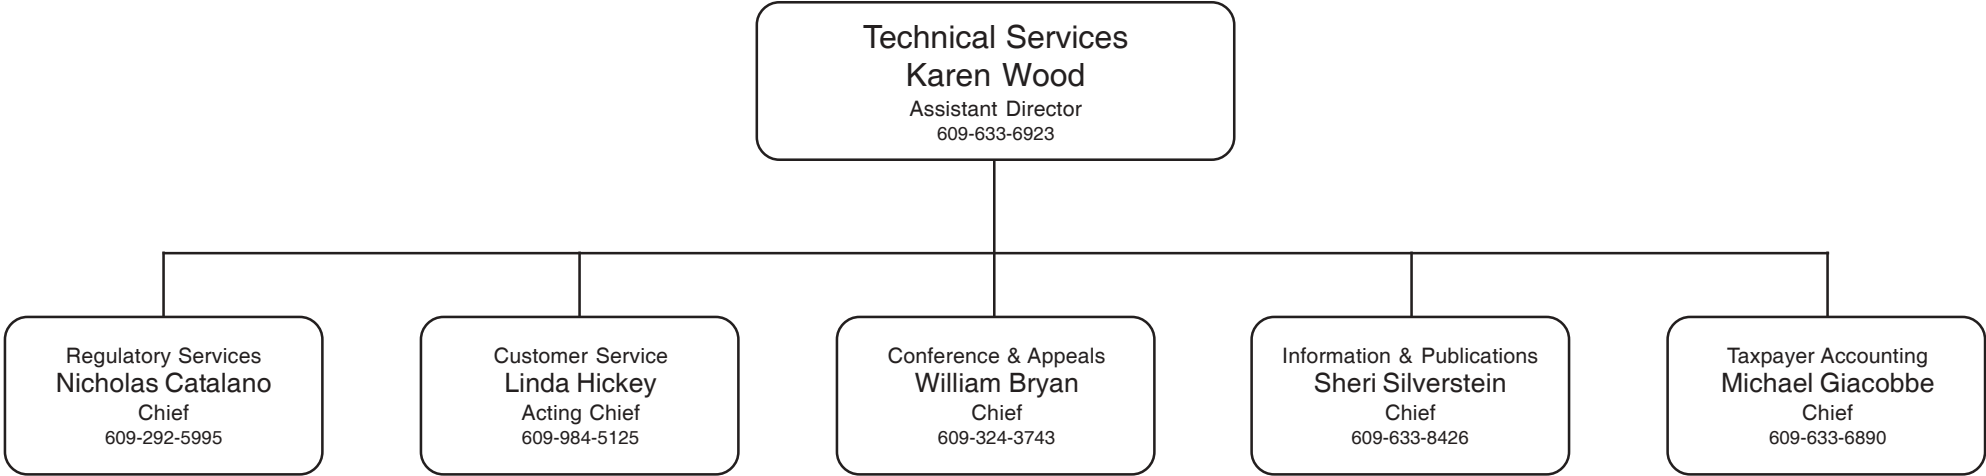 Technical Services
Karen Wood
Assistant Director
609-633-6923
Regulatory Services
Nicholas Catalano
Chief
609-292-5995
Customer Service
Linda Hickey
Acting Chief
609-984-5125
Conference & Appeals
William Bryan
Chief
609-324-3743
Information & Publications
Sheri Silverstein
Chief
609-633-8426
Taxpayer Accounting
Michael Giacobbe
Chief
609-633-6890